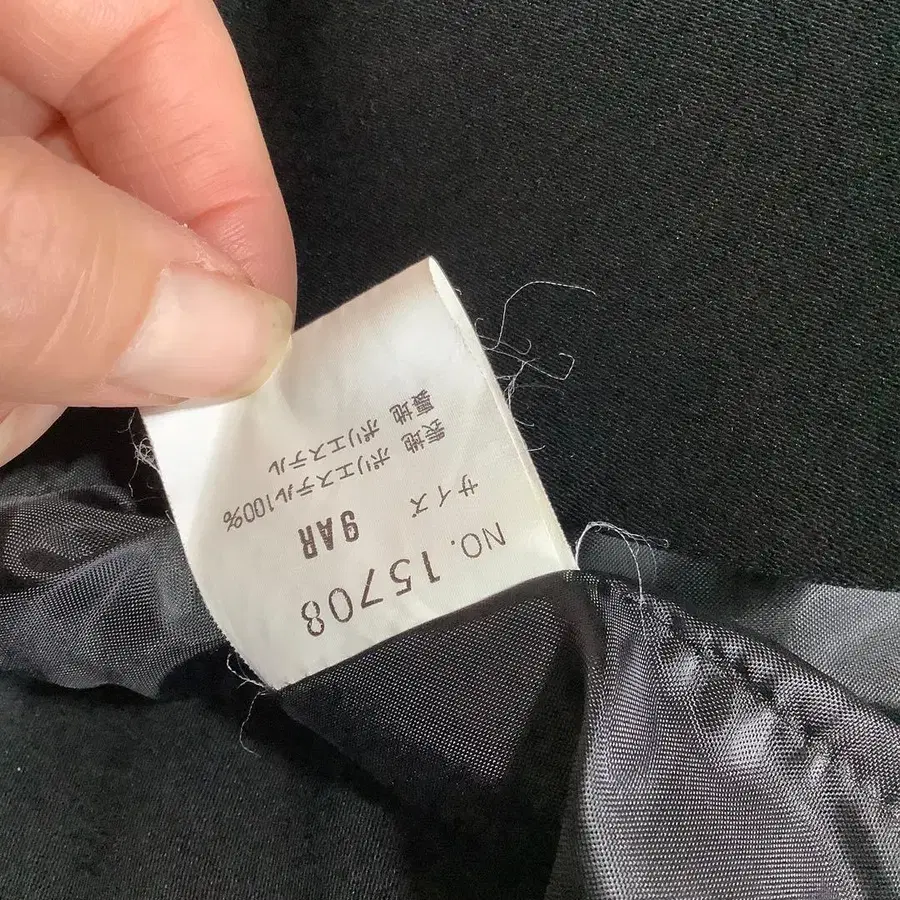 NO. 15708
サイズ 9AR
表地 ポリエステル100%
裏地 ポリエステル